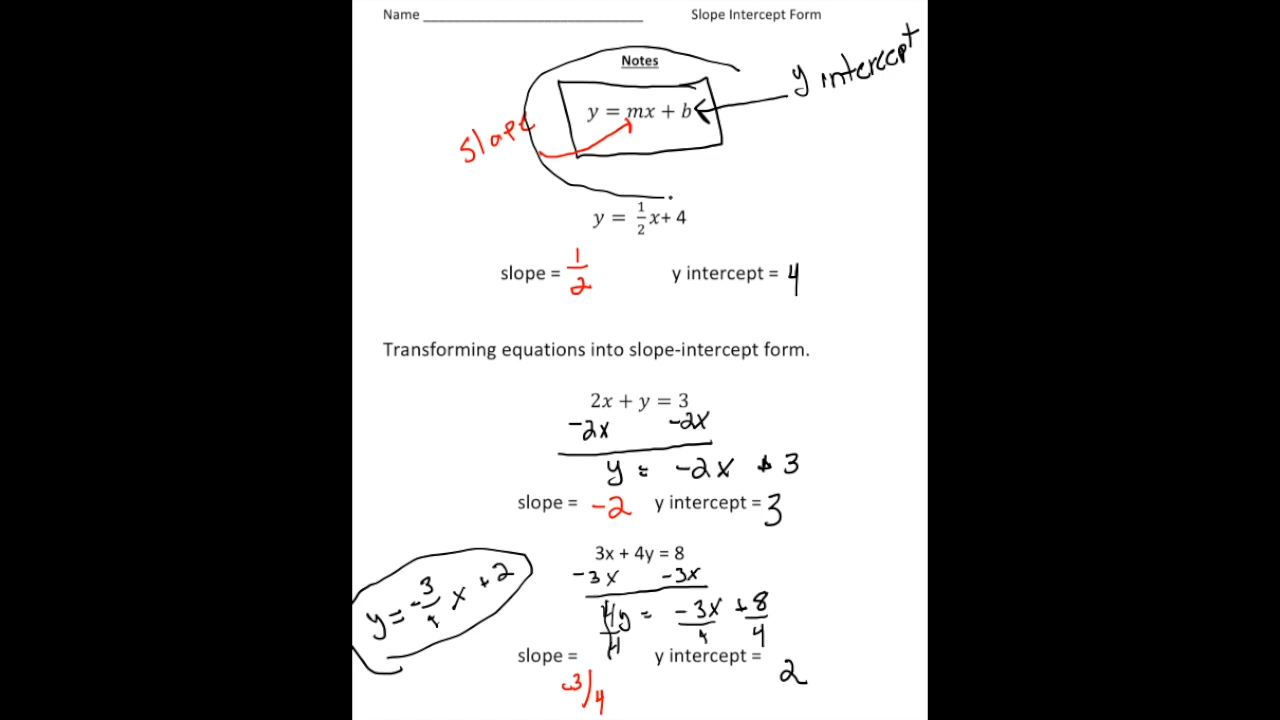 Name ____________________ Slope Intercept Form
Notes
y intercept
y = mx + b
slope
y = 1/2 x + 4
slope = 1/2 y intercept = 4
Transforming equations into slope-intercept form.
2x + y = 3
-2x -2x
y = -2x + 3
slope = -2 y intercept = 3
3x + 4y = 8
-3x -3x
4y/4 = -3x/4 + 8/4
y = -3/4 x + 2
slope = -3/4 y intercept = 2